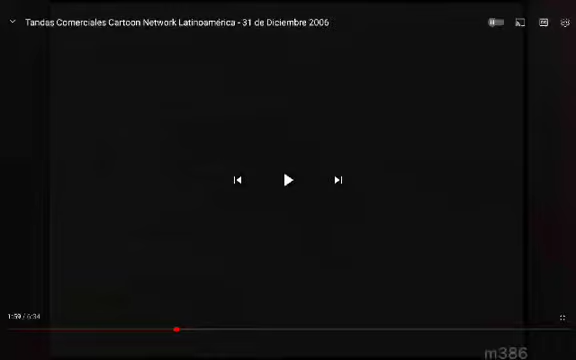 Tandas Comerciales Cartoon Network Latinoamérica - 31 de Diciembre 2006
1:59 / 6:34
m386